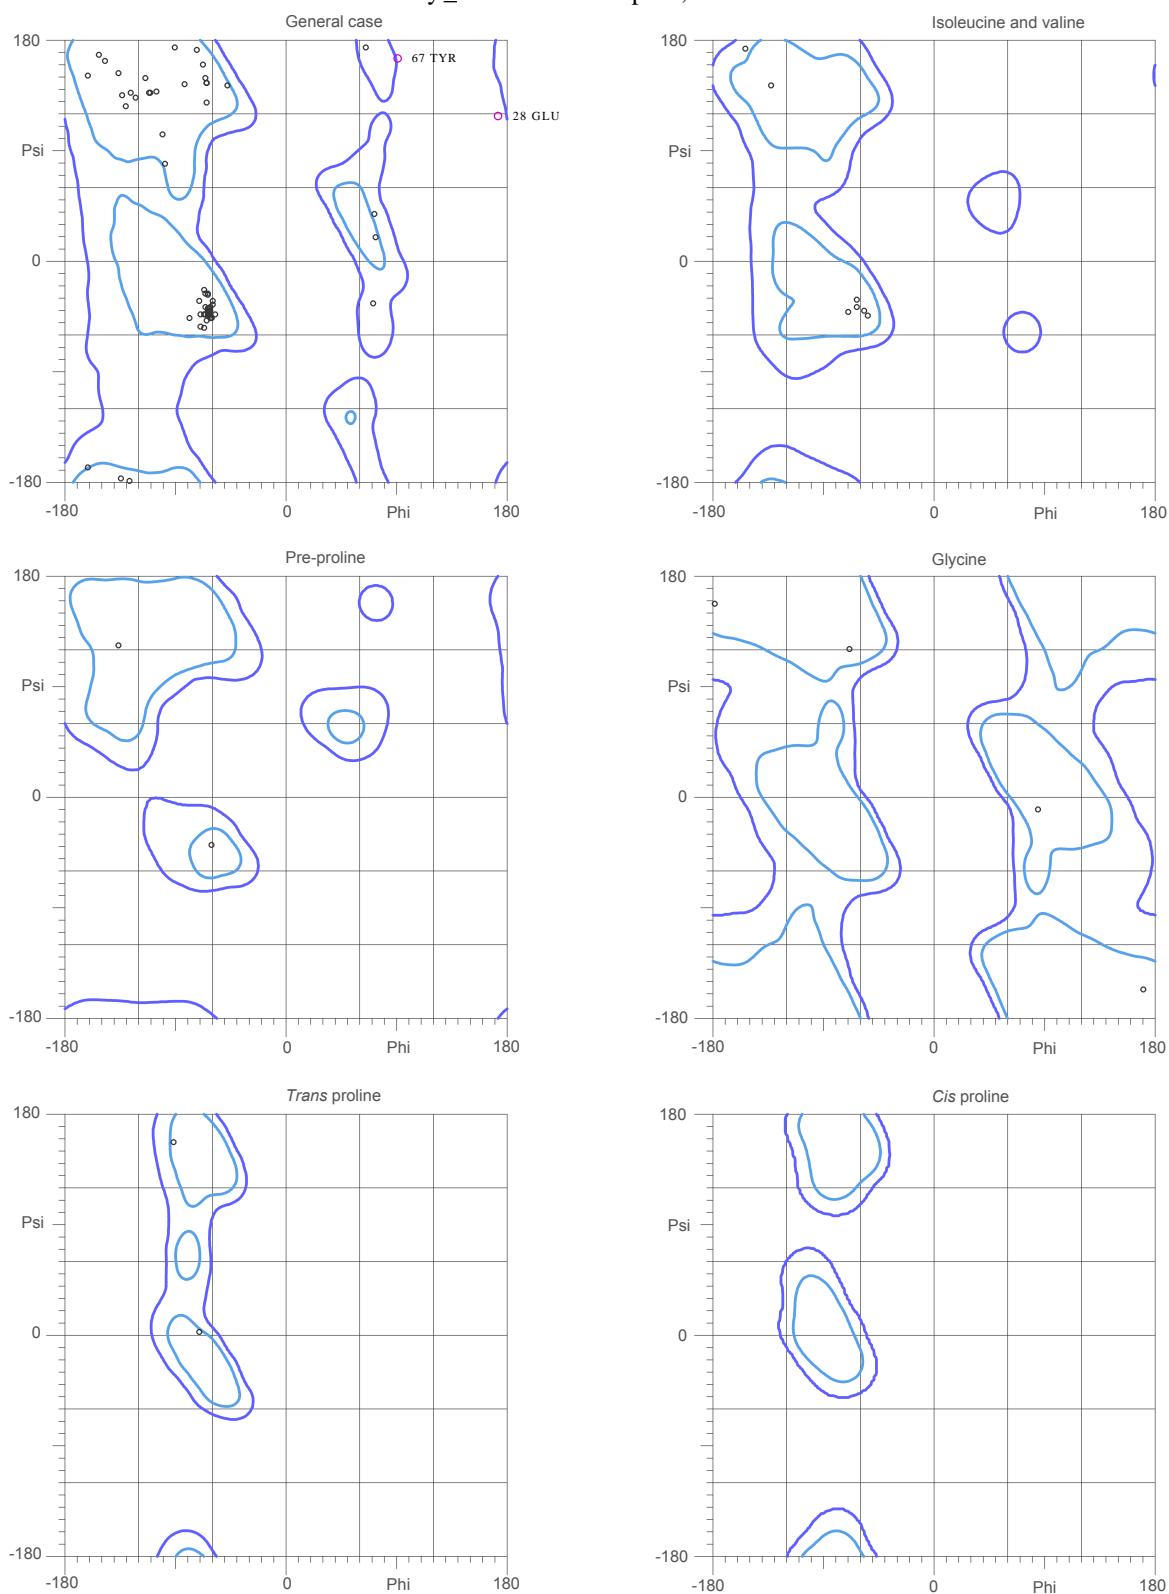 General case
180
Psi
0
-180
-180
0
Phi
180
67 TYR
28 GLU
Isoleucine and valine
180
Psi
0
-180
-180
0
Phi
180
Pre-proline
180
Psi
0
-180
-180
0
Phi
180
Glycine
180
Psi
0
-180
-180
0
Phi
180
Trans proline
180
Psi
0
-180
-180
0
Phi
180
Cis proline
180
Psi
0
-180
-180
0
Phi
180